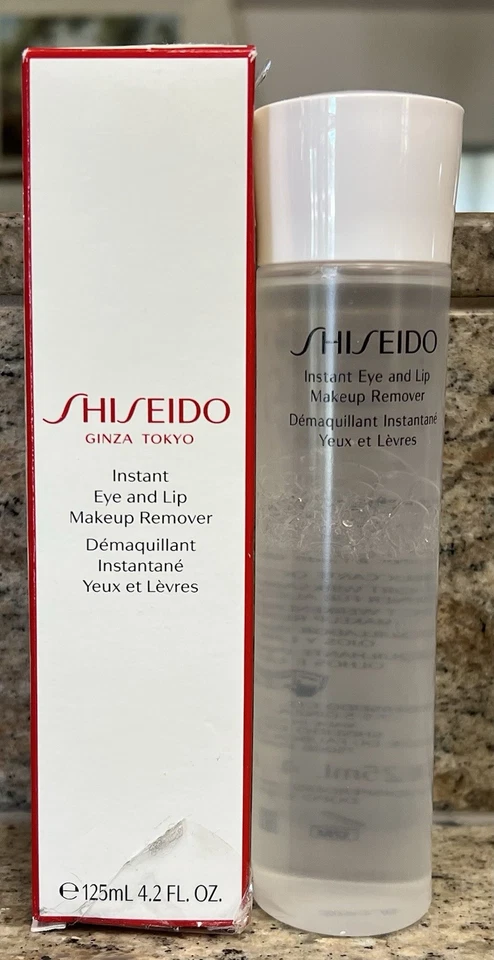 SHISEIDO
GINZA TOKYO
Instant
Eye and Lip
Makeup Remover
Démaquillant
Instantané
Yeux et Lèvres
℮125mL 4.2 FL. OZ.
SHISEIDO
Instant Eye and Lip
Makeup Remover
Démaquillant Instantané
Yeux et Lèvres